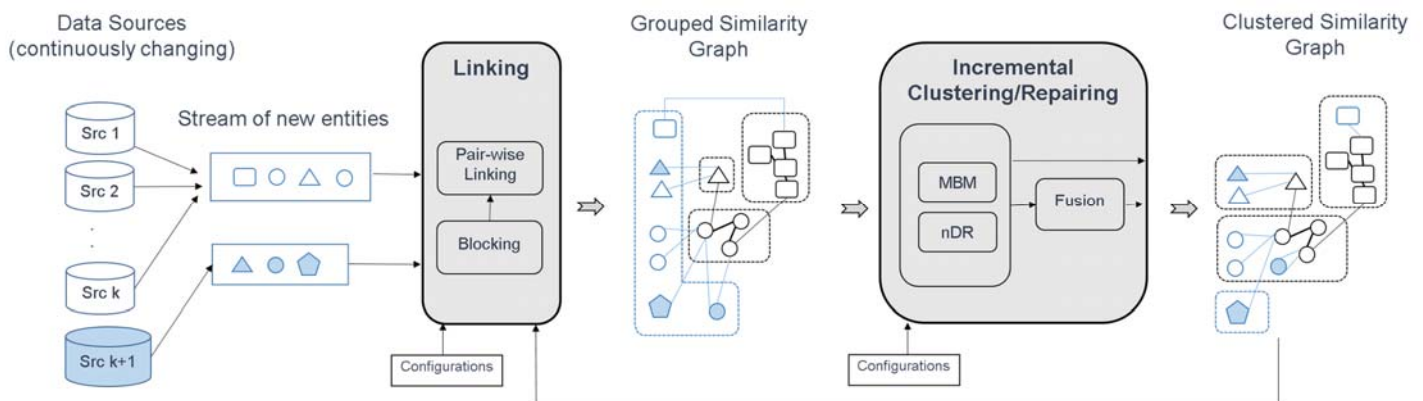 Data Sources
(continuously changing)
Src 1
Src 2
.
.
Src k
Src k+1
Stream of new entities
Linking
Pair-wise
Linking
Blocking
Configurations
Grouped Similarity
Graph
Incremental
Clustering/Repairing
MBM
nDR
Fusion
Configurations
Clustered Similarity
Graph